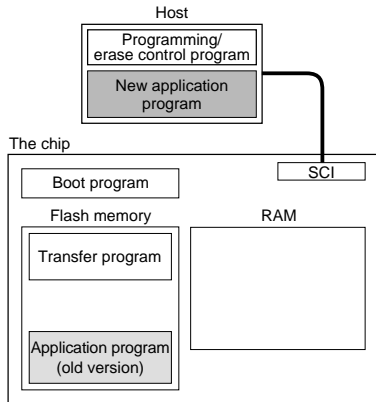 Host
Programming/
erase control program
New application
program
The chip
SCI
Boot program
Flash memory
RAM
Transfer program
Application program
(old version)